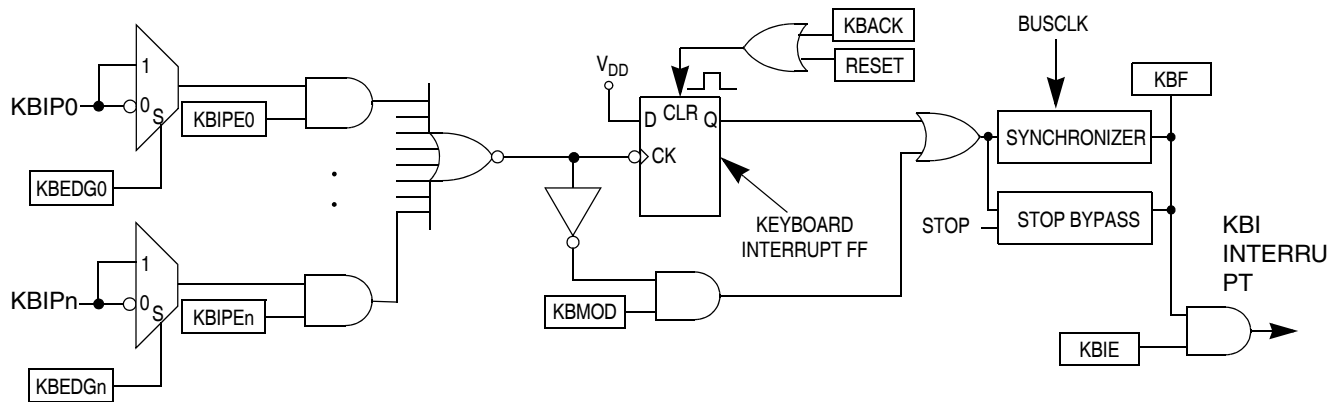 KBACK
RESET
BUSCLK
VDD
KBF
1
KBIP0
0
S
KBIPE0
D
CLR
Q
CK
SYNCHRONIZER
KBEDG0
STOP
STOP BYPASS
KEYBOARD
INTERRUPT FF
KBI
INTERRU
PT
1
KBIPn
0
S
KBIPEn
KBMOD
KBIE
KBEDGn